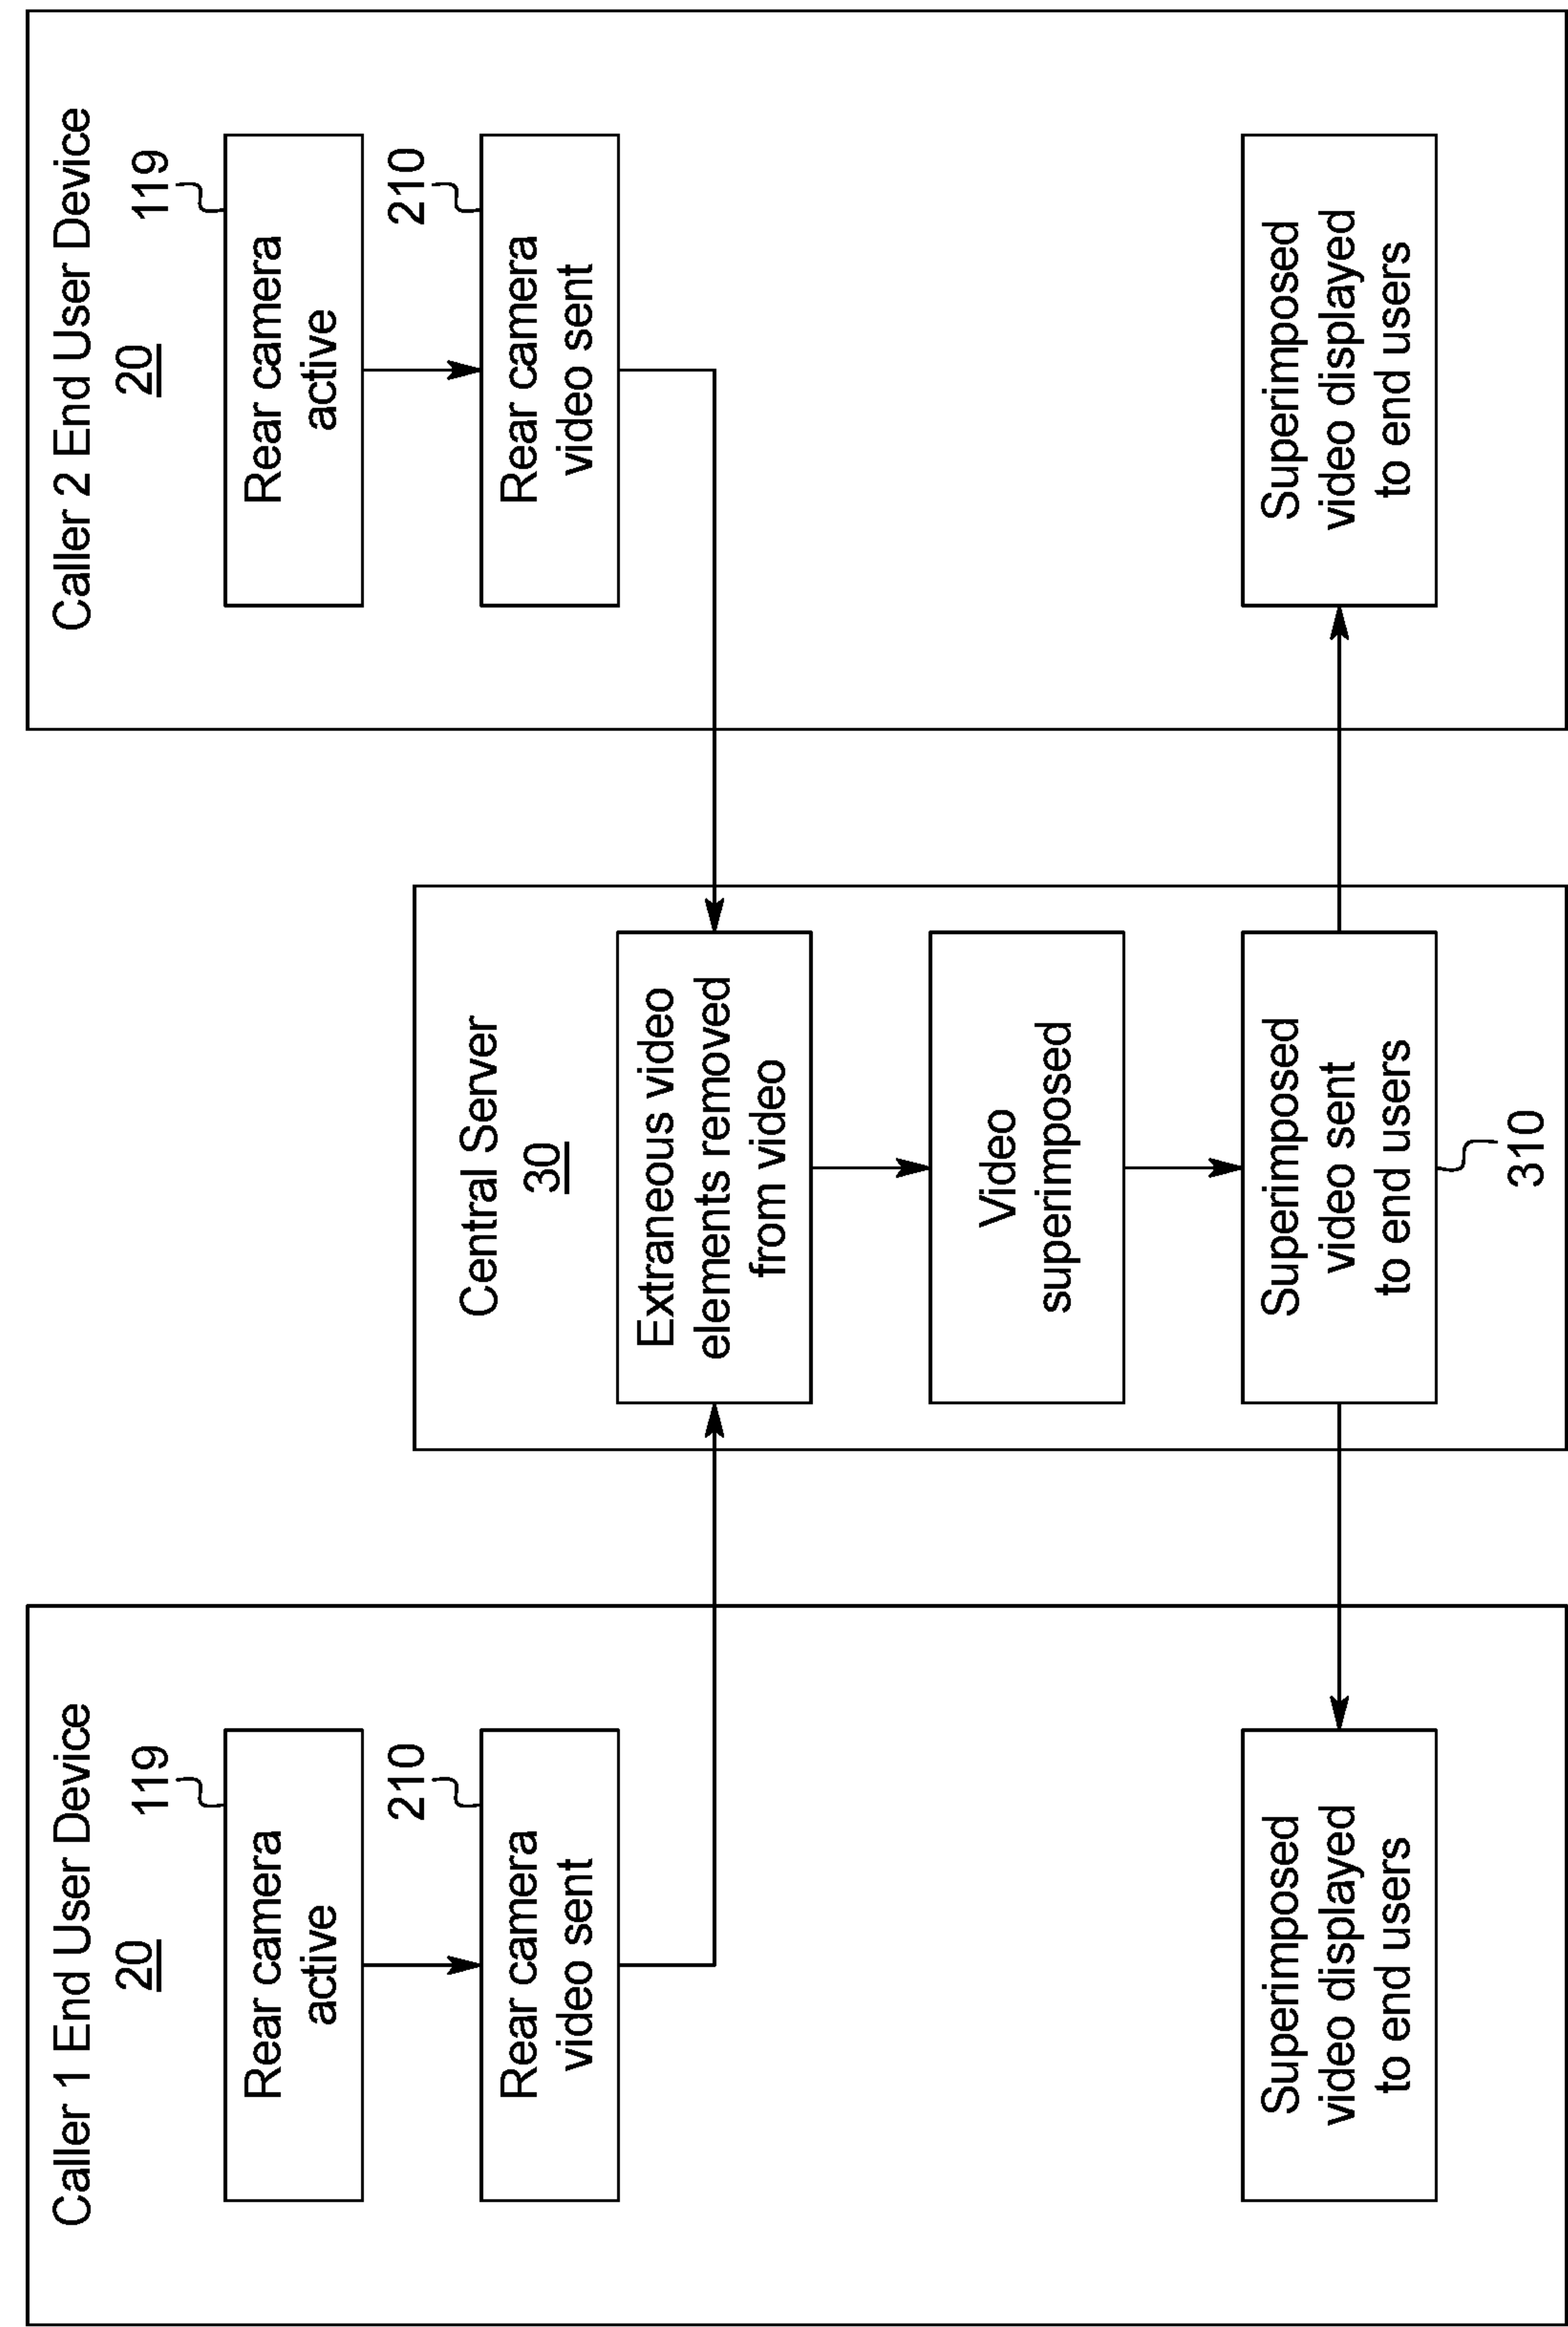 Caller 1 End User Device
20
119
Rear camera
active
210
Rear camera
video sent
Superimposed
video displayed
to end users
Central Server
30
Extraneous video
elements removed
from video
Video
superimposed
Superimposed
video sent
to end users
310
Caller 2 End User Device
20
119
Rear camera
active
210
Rear camera
video sent
Superimposed
video displayed
to end users